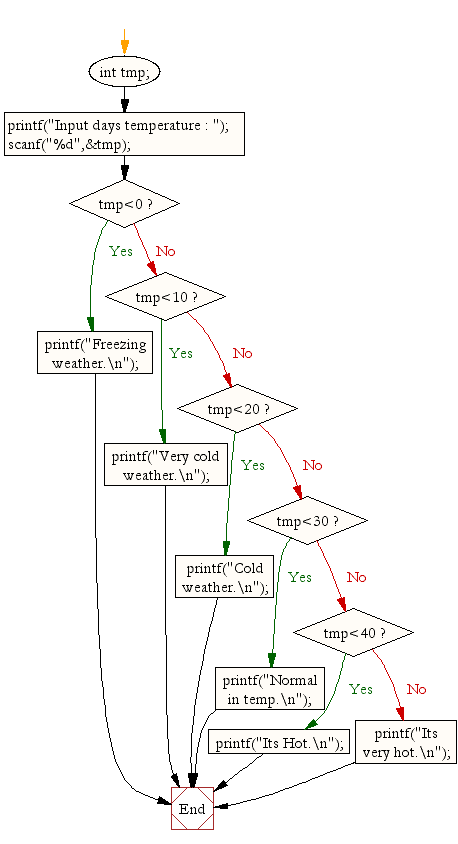 int tmp;
printf("Input days temperature : ");
scanf("%d",&tmp);
tmp<0 ?
Yes
No
tmp<10 ?
printf("Freezing
weather.\n");
Yes
No
tmp<20 ?
printf("Very cold
weather.\n");
Yes
No
tmp<30 ?
printf("Cold
weather.\n");
Yes
No
tmp<40 ?
printf("Normal
in temp.\n");
Yes
No
printf("Its Hot.\n");
printf("Its
very hot.\n");
End